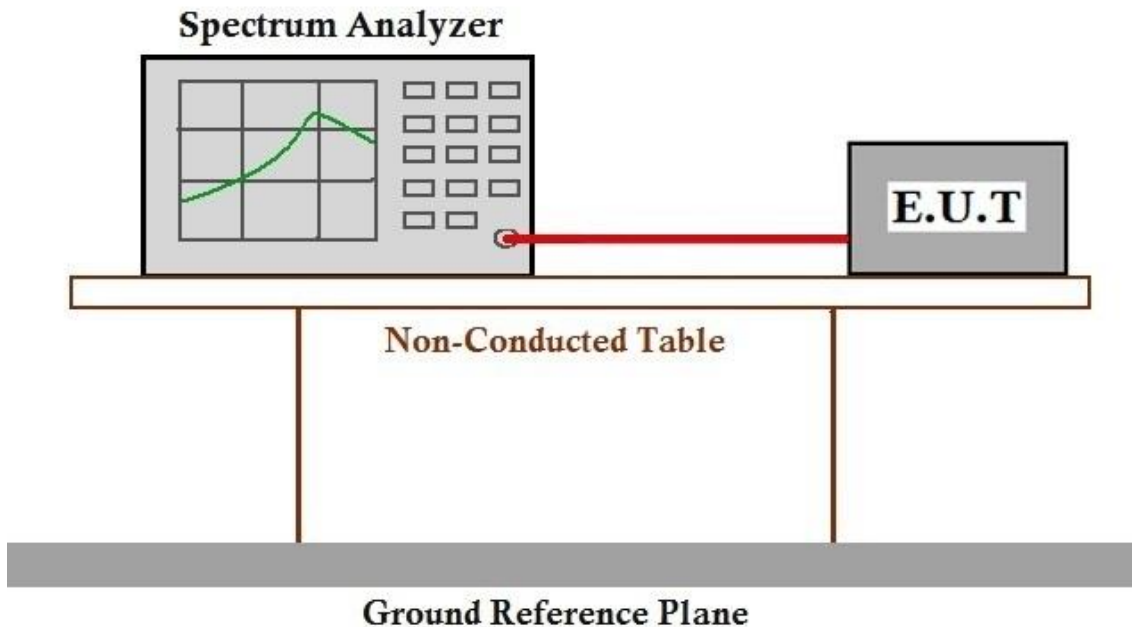 Spectrum Analyzer
E.U.T
Non-Conducted Table
Ground Reference Plane